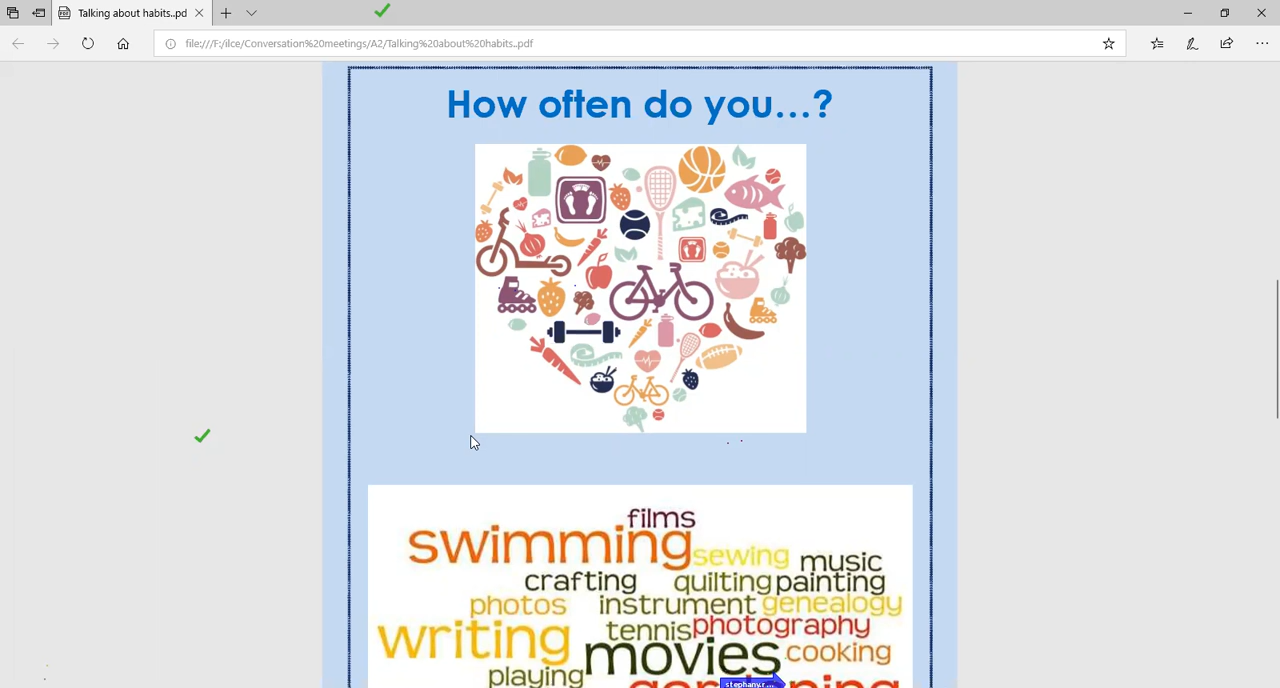 Talking about habits..pd
file:///F:/ilce/Conversation%20meetings/A2/Talking%20about%20habits..pdf
How often do you...?
films
swimming
sewing music
crafting quilting painting
photos instrument genealogy
writing tennis photography
movies cooking
playing
stephany.r...